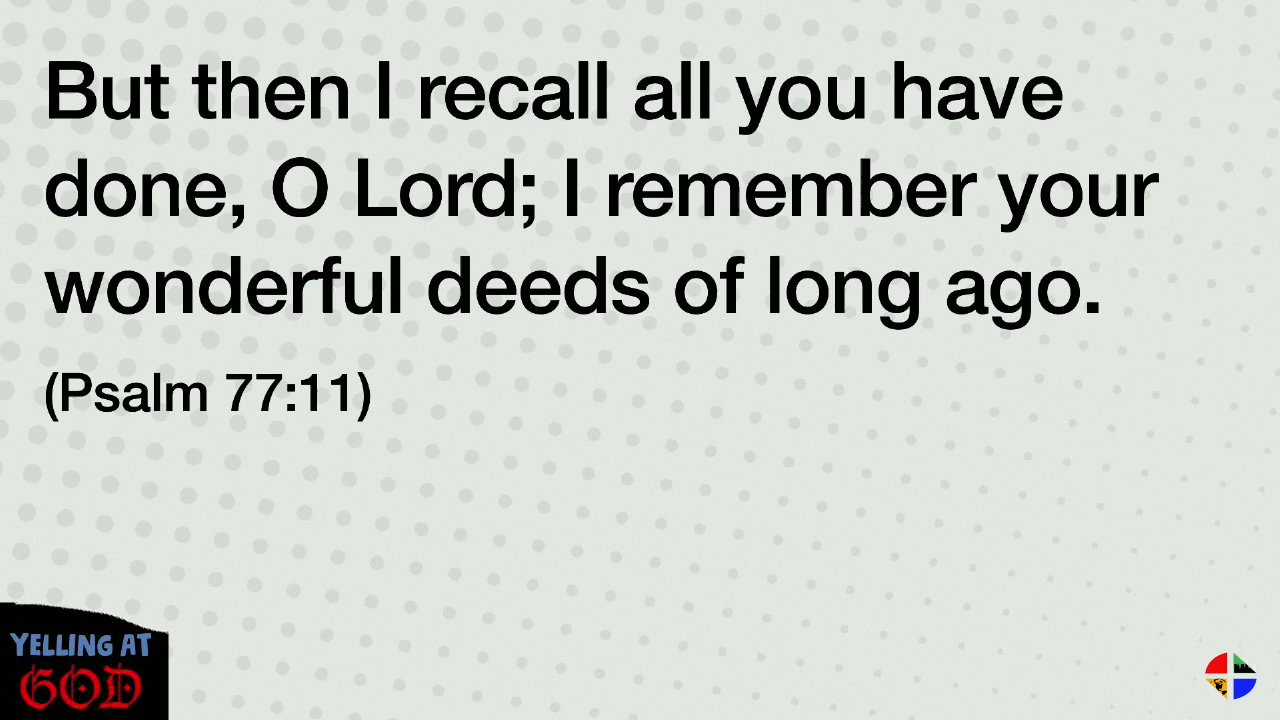 But then I recall all you have
done, O Lord; I remember your
wonderful deeds of long ago.
(Psalm 77:11)
YELLING AT
GOD